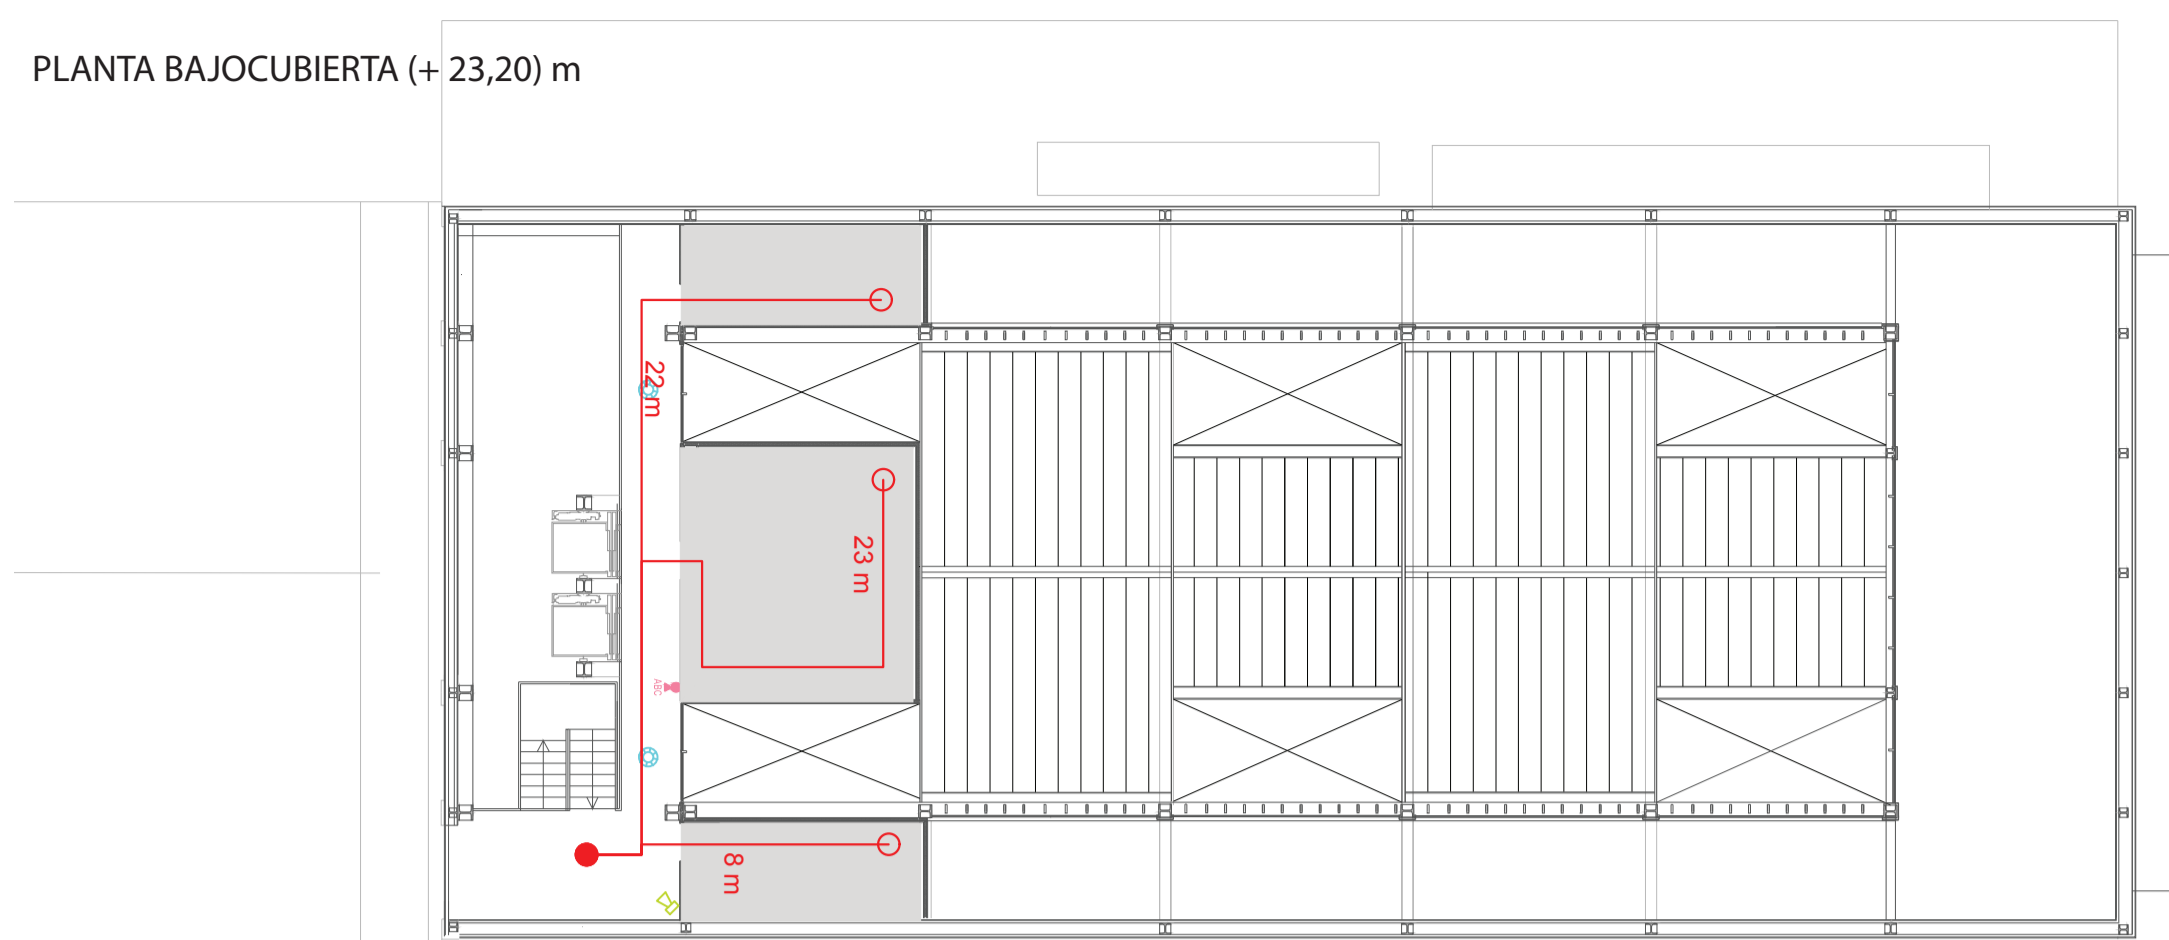 PLANTA BAJOCUBIERTA (+ 23,20) m
22 m
23 m
ABC
8 m